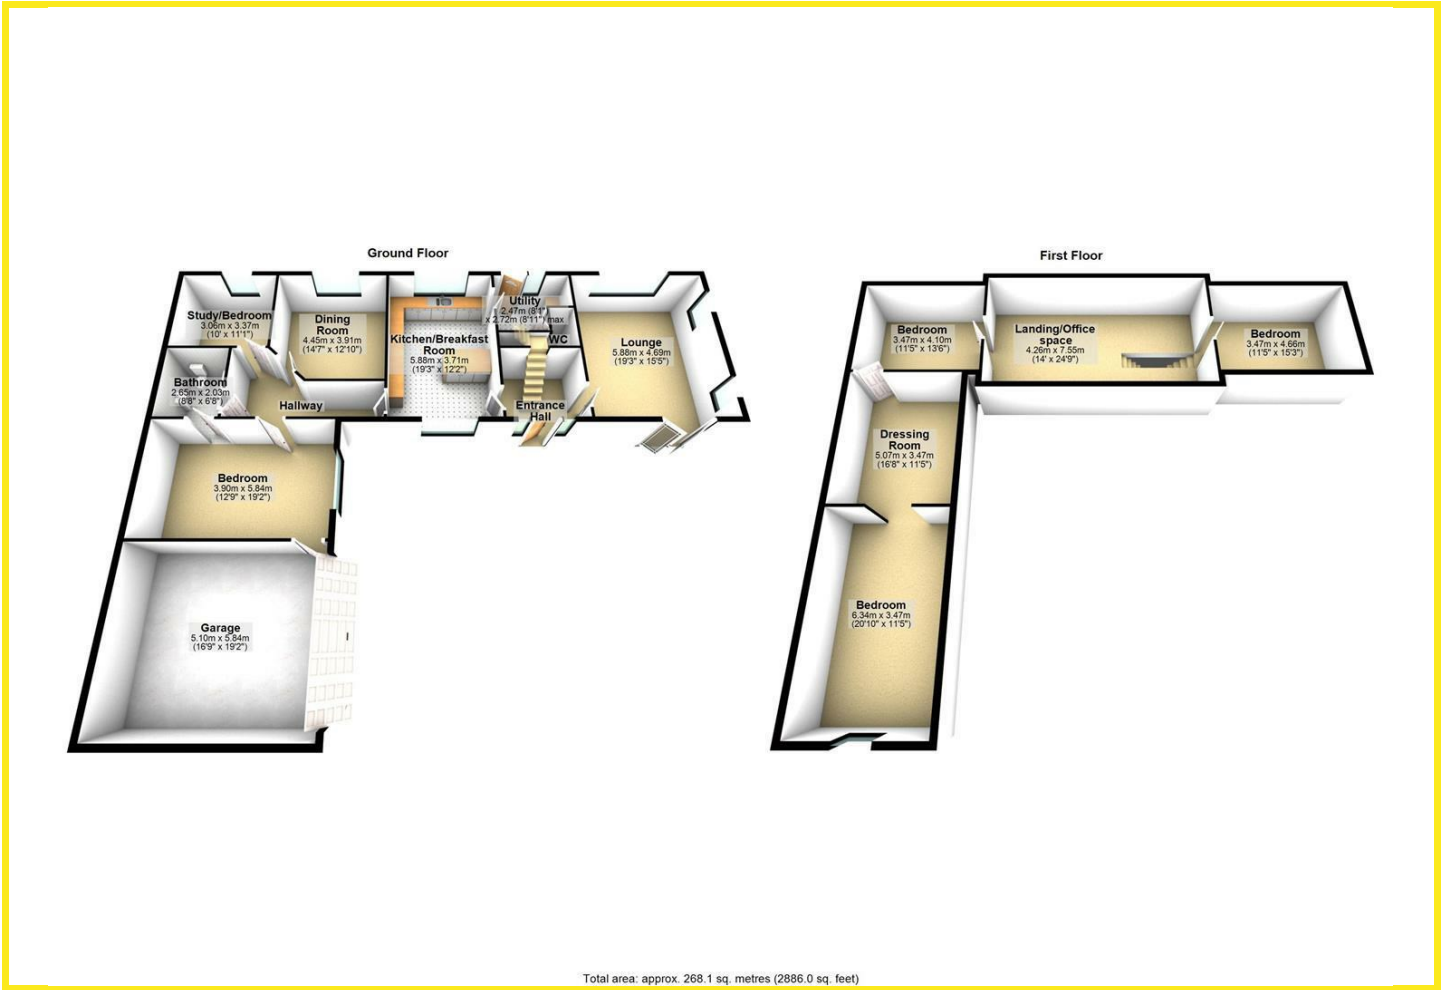 Ground Floor
Study/Bedroom
3.06m x 3.37m
(10' x 11'1")
Dining
Room
4.45m x 3.91m
(14'7" x 12'10")
Kitchen/Breakfast
Room
5.88m x 3.71m
(19'3" x 12'2")
Utility
2.47m (8'1")
x 2.72m (8'11") max
WC
Lounge
5.88m x 4.69m
(19'3" x 15'5")
Bathroom
2.65m x 2.03m
(8'8" x 6'8")
Hallway
Entrance
Hall
Bedroom
3.90m x 5.84m
(12'9" x 19'2")
Garage
5.10m x 5.84m
(16'9" x 19'2")
First Floor
Bedroom
3.47m x 4.10m
(11'5" x 13'6")
Landing/Office
space
4.26m x 7.55m
(14' x 24'9")
Bedroom
3.47m x 4.66m
(11'5" x 15'3")
Dressing
Room
5.07m x 3.47m
(16'8" x 11'5")
Bedroom
6.34m x 3.47m
(20'10" x 11'5")
Total area: approx. 268.1 sq. metres (2886.0 sq. feet)